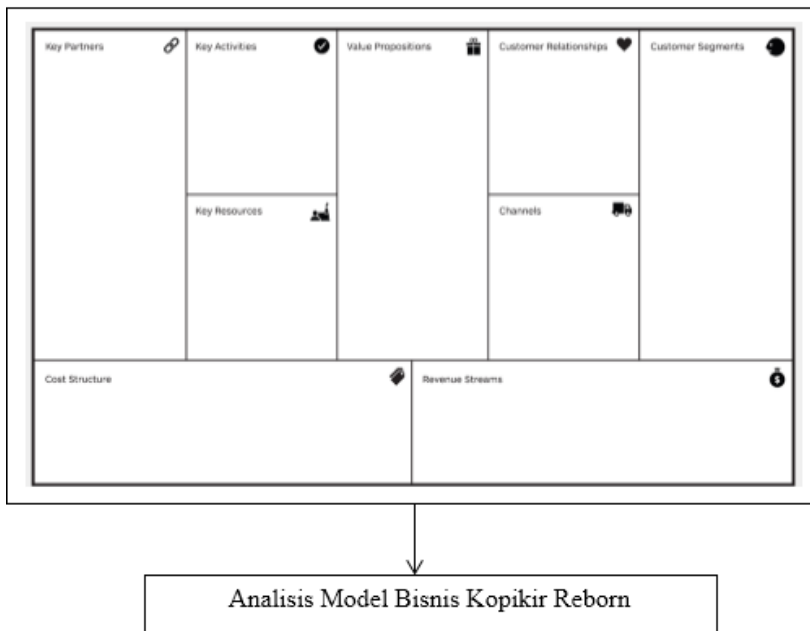 Key Partners
Key Activities
Value Propositions
Customer Relationships
Customer Segments
Key Resources
Channels
Cost Structure
Revenue Streams
Analisis Model Bisnis Kopikir Reborn